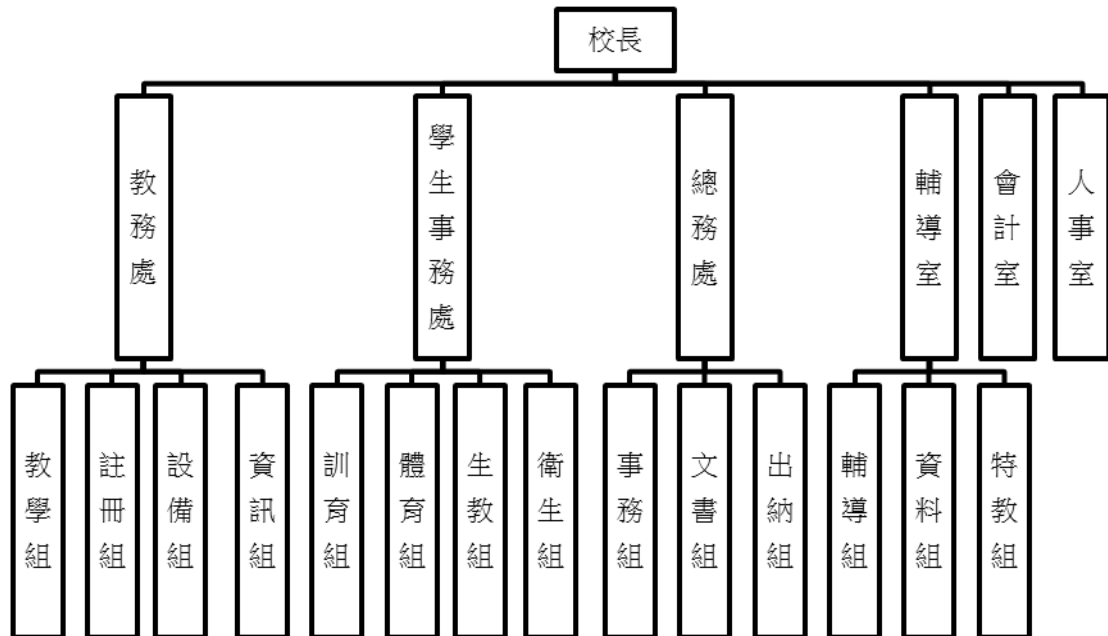 校長
教務處
學生事務處
總務處
輔導室
會計室
人事室
教學組
註冊組
設備組
資訊組
訓育組
體育組
生教組
衛生組
事務組
文書組
出納組
輔導組
資料組
特教組